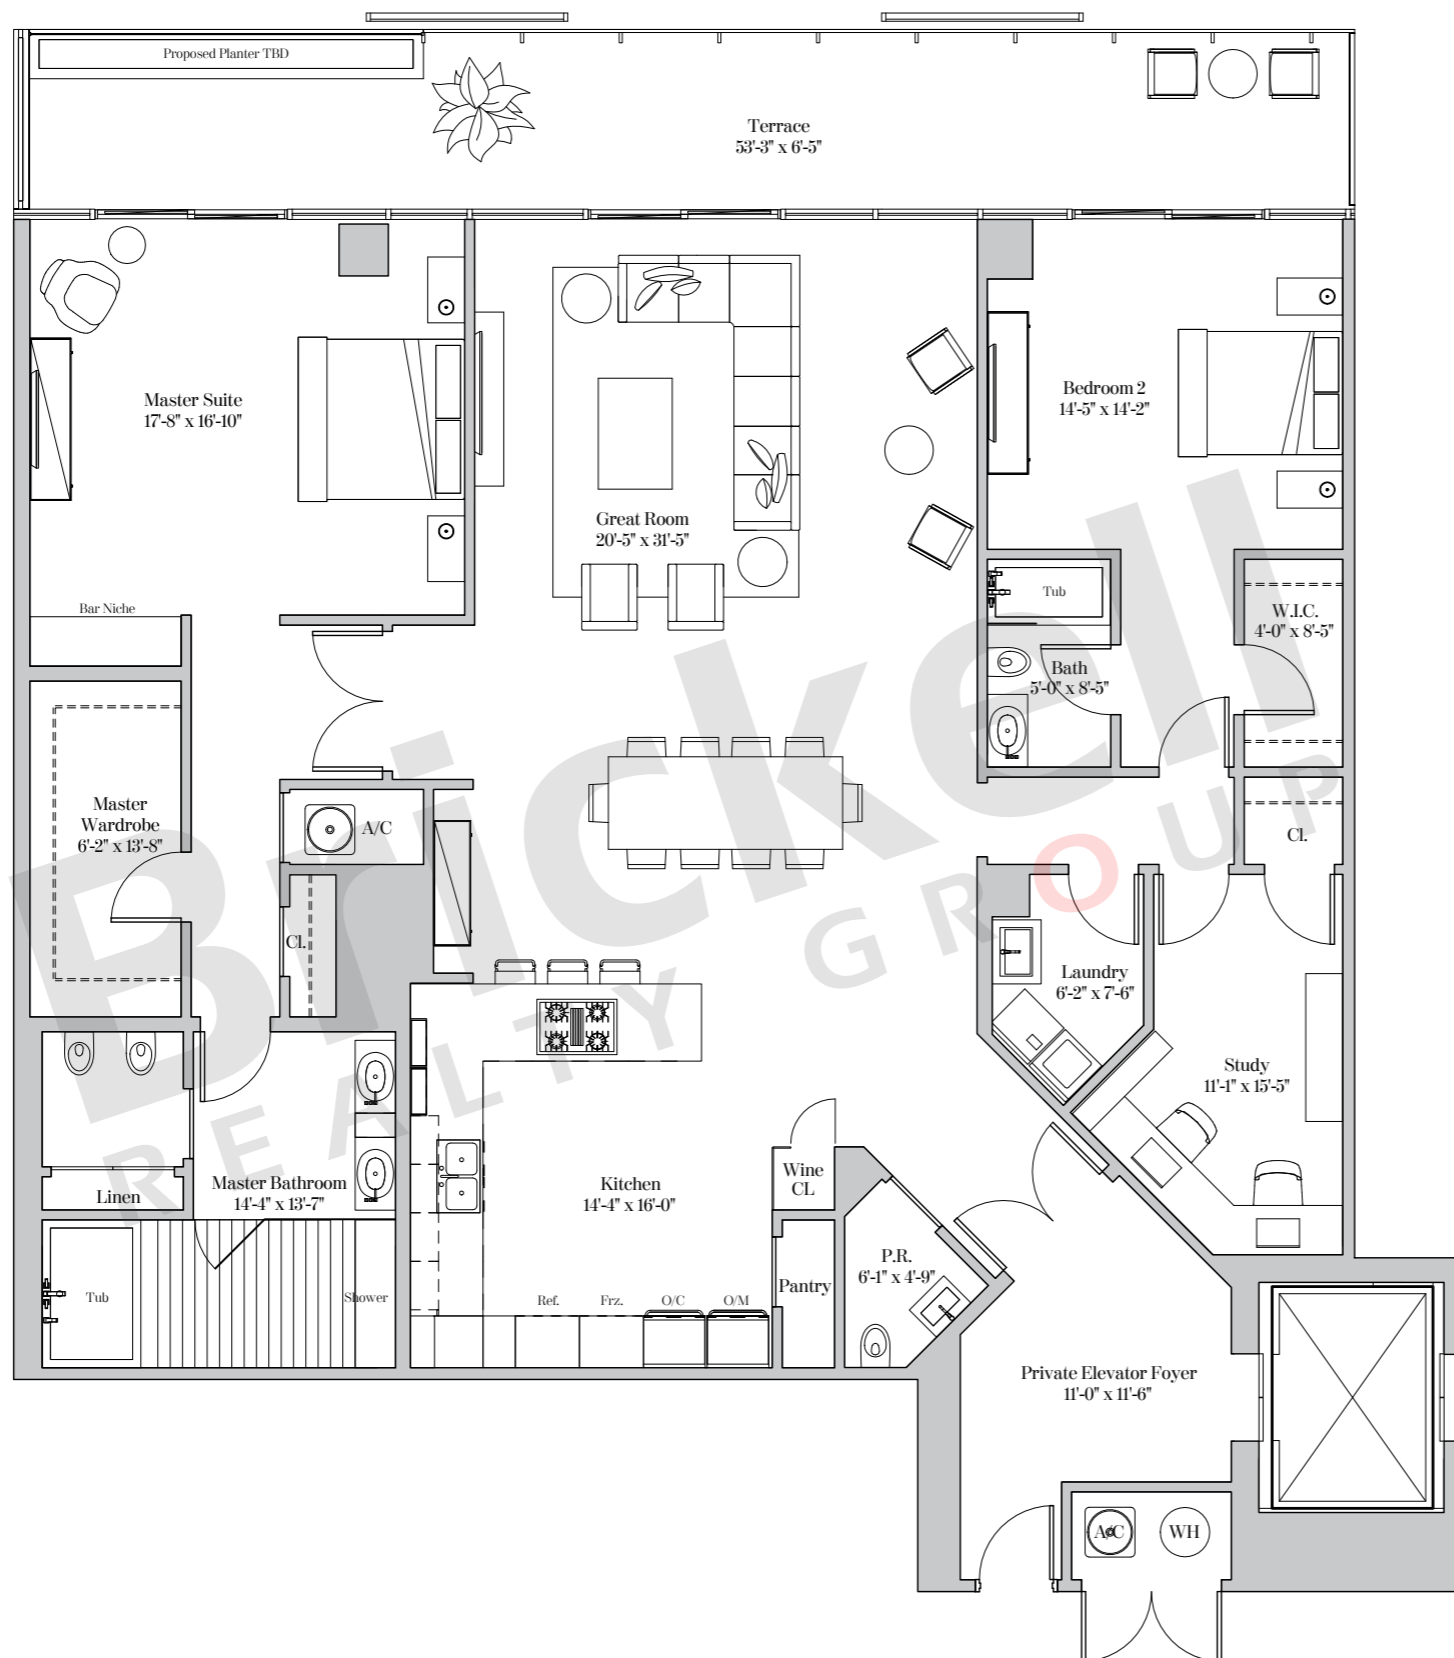 Proposed Planter TBD
Terrace
53'-3" x 6'-5"
Master Suite
17'-8" x 16'-10"
Bedroom 2
14'-5" x 14'-2"
Great Room
20'-5" x 31'-5"
Tub
W.I.C.
4'-0" x 8'-5"
Bar Niche
Bath
5'-0" x 8'-5"
Master
Wardrobe
6'-2" x 13'-8"
A/C
Cl.
Cl.
Laundry
6'-2" x 7'-6"
Study
11'-1" x 15'-5"
Linen
Master Bathroom
14'-4" x 13'-7"
Kitchen
14'-4" x 16'-0"
Wine
CL
P.R.
6'-1" x 4'-9"
Pantry
Tub
Shower
Ref.
Frz.
O/C
O/M
Private Elevator Foyer
11'-0" x 11'-6"
A/C
WH
Brickell
REALTY GROUP